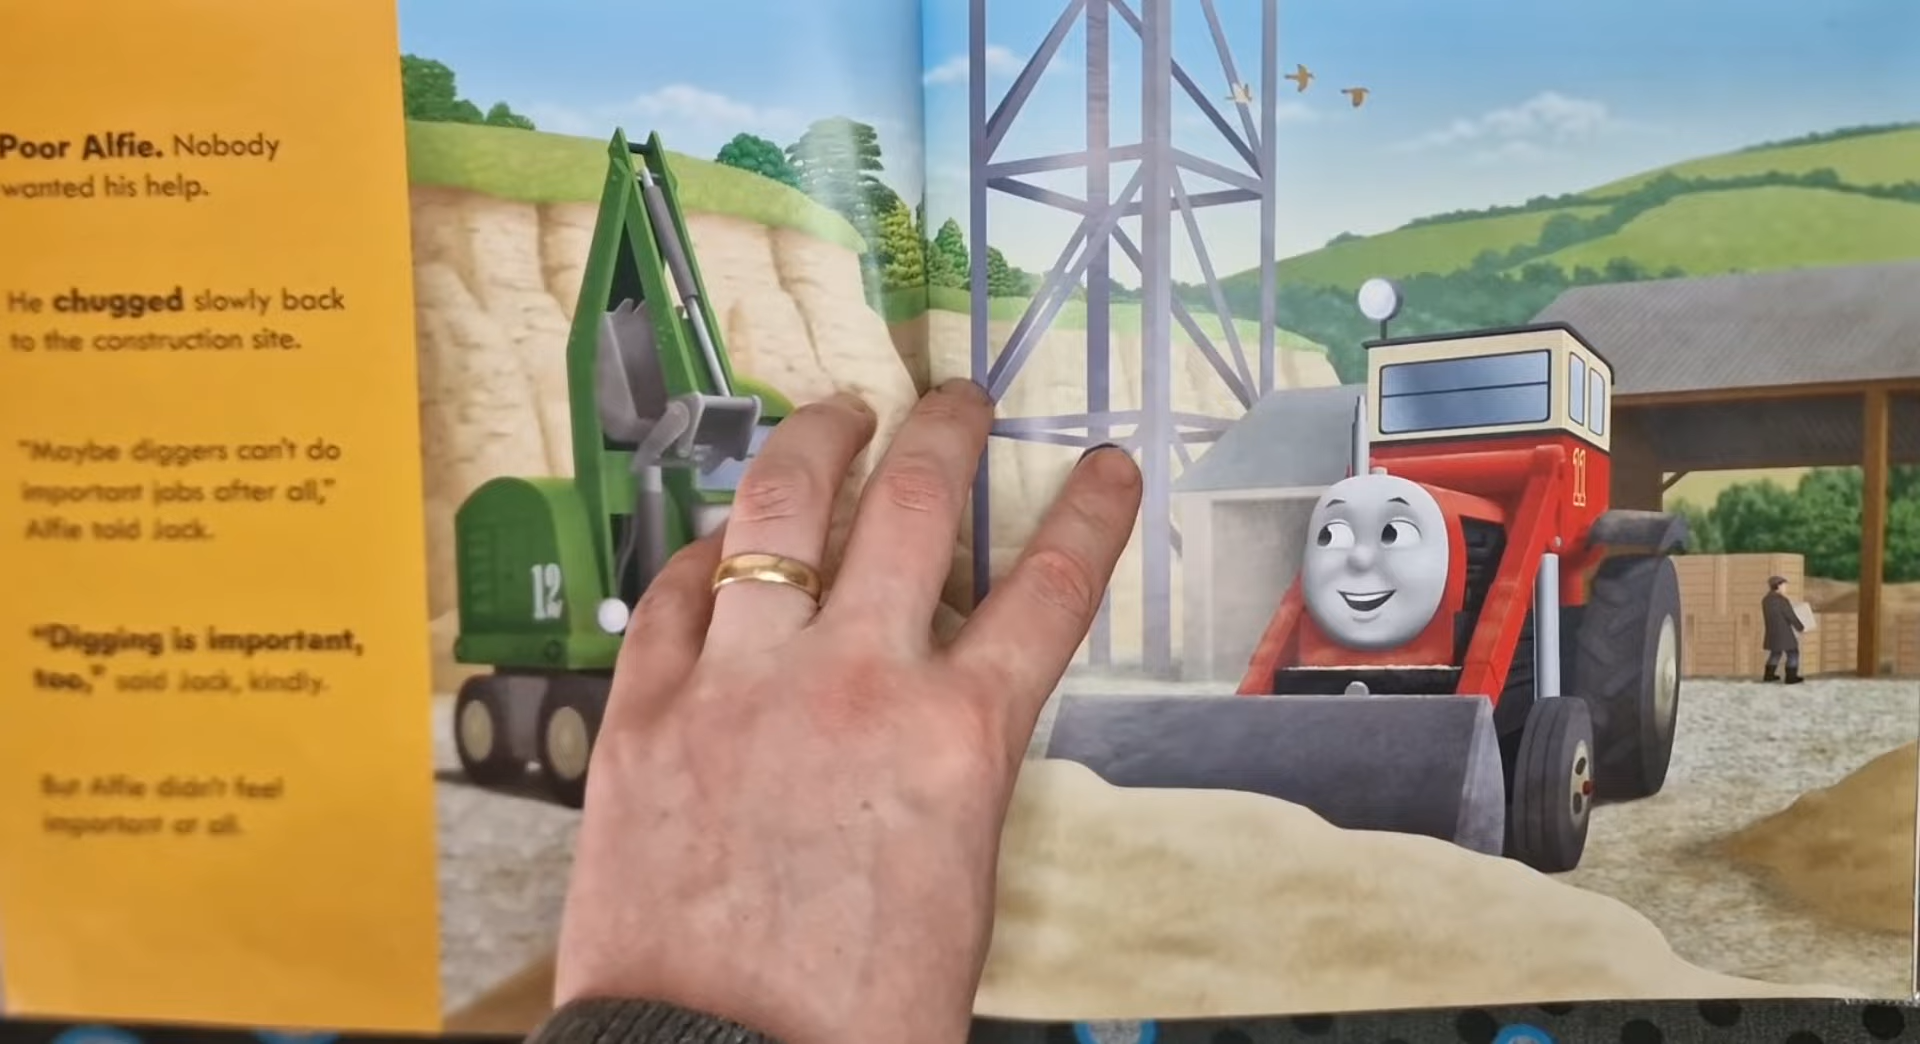 Poor Alfie. Nobody
wanted his help.
He chugged slowly back
to the construction site.
"Maybe diggers can't do
important jobs after all,"
Alfie told Jack.
"Digging is important,
too," said Jack, kindly.
But Alfie didn't feel
important at all.
12
11